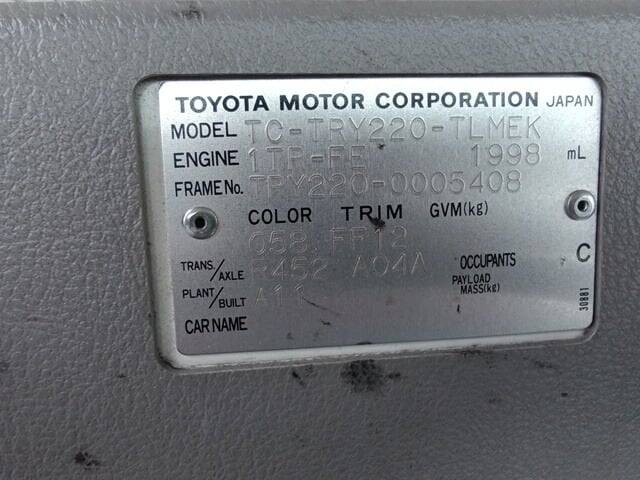 TOYOTA MOTOR CORPORATION JAPAN
MODEL TC-TRY220-TLMEK
ENGINE 1TR-FE 1998 mL
FRAME No. TRY220-0005408
COLOR TRIM GVM(kg)
058 FF12
TRANS/AXLE R452 A04A OCCUPANTS C
PLANT/BUILT A11 PAYLOAD MASS(kg)
CAR NAME
30881